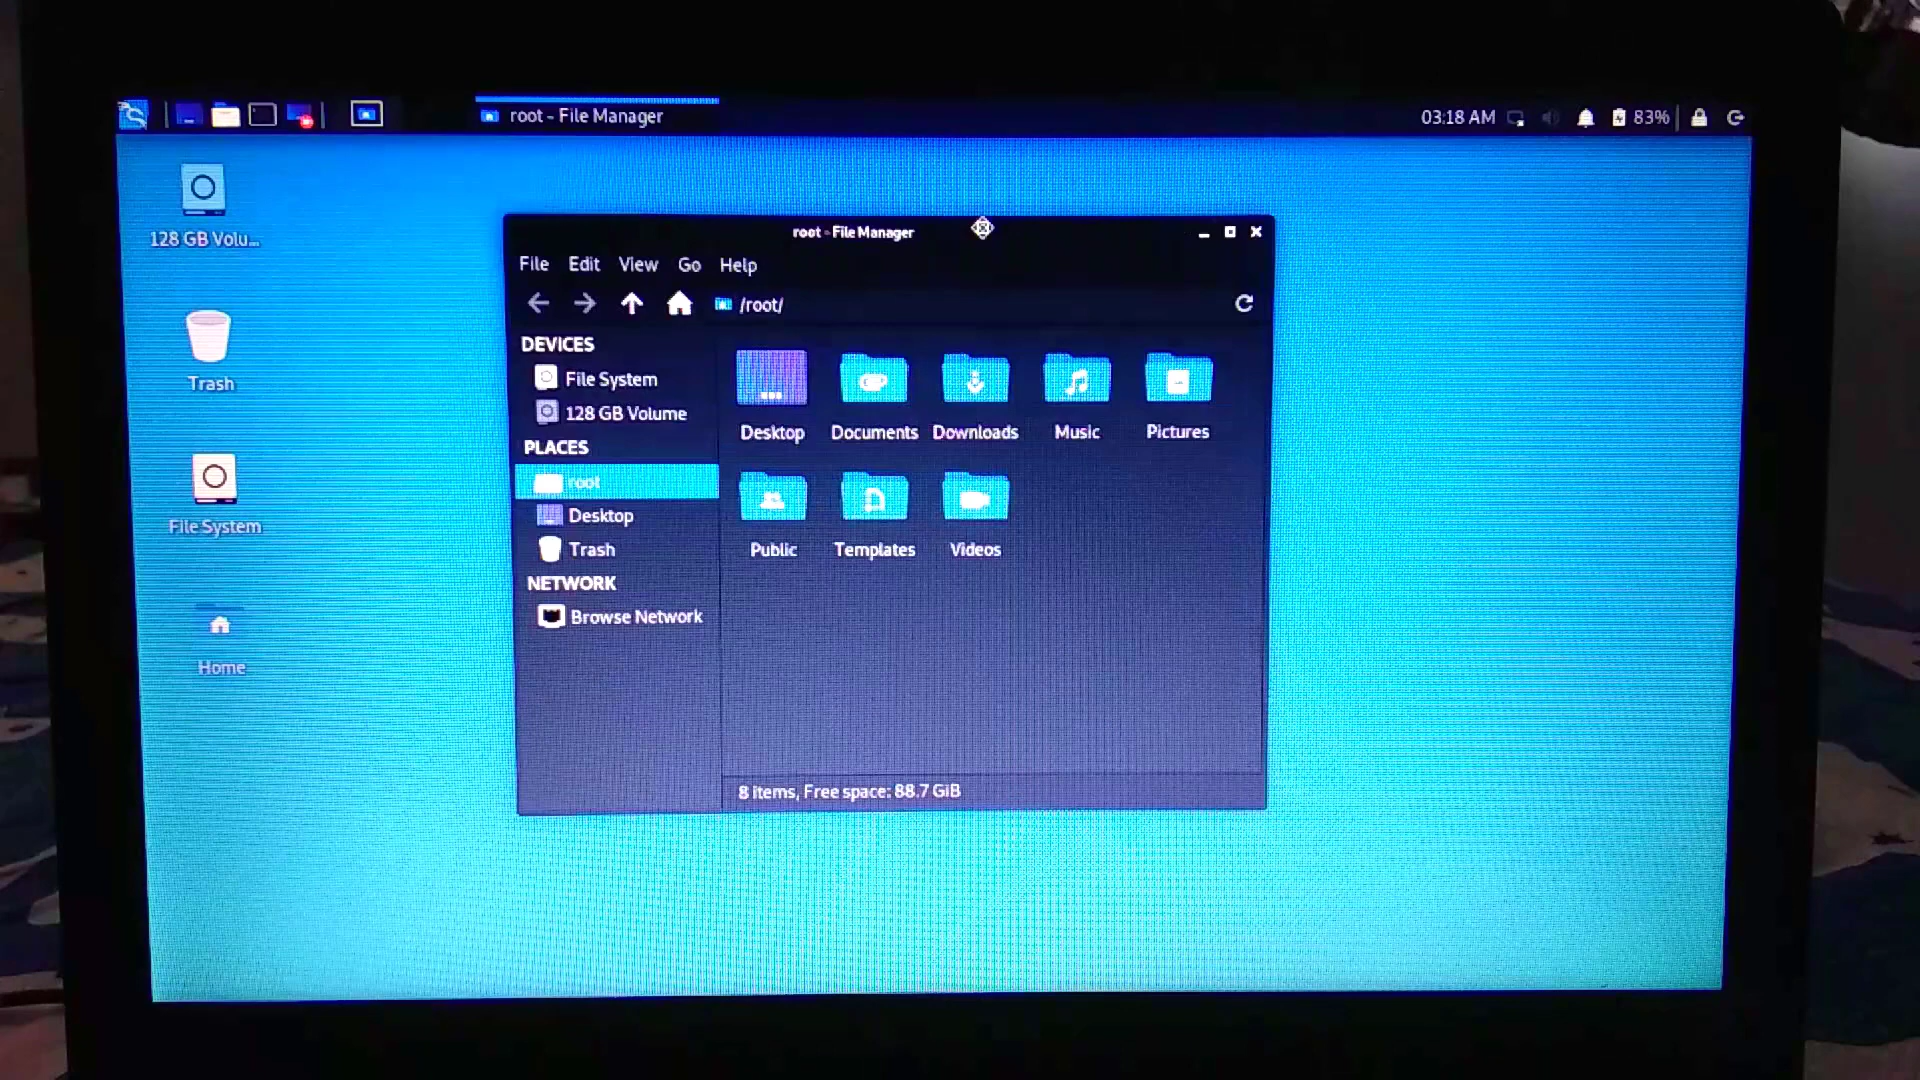 root - File Manager
03:18 AM
83%
128 GB Volu...
Trash
File System
Home
root - File Manager
File Edit View Go Help
/root/
DEVICES
File System
128 GB Volume
PLACES
root
Desktop
Trash
NETWORK
Browse Network
Desktop Documents Downloads Music Pictures
Public Templates Videos
8 items, Free space: 88.7 GiB